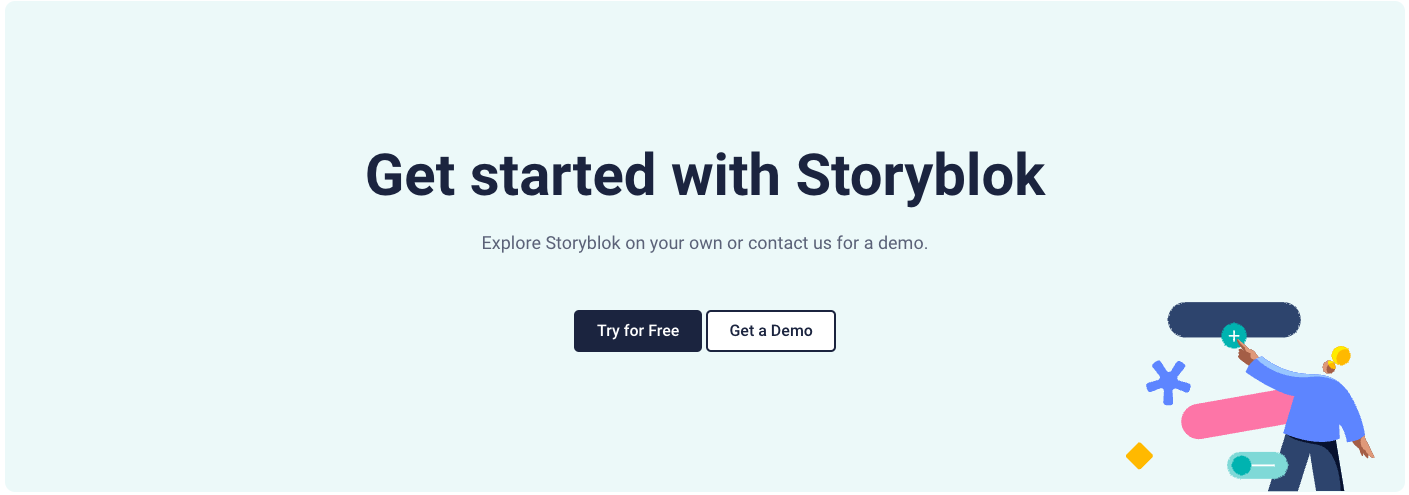 Get started with Storyblok
Explore Storyblok on your own or contact us for a demo.
Try for Free
Get a Demo